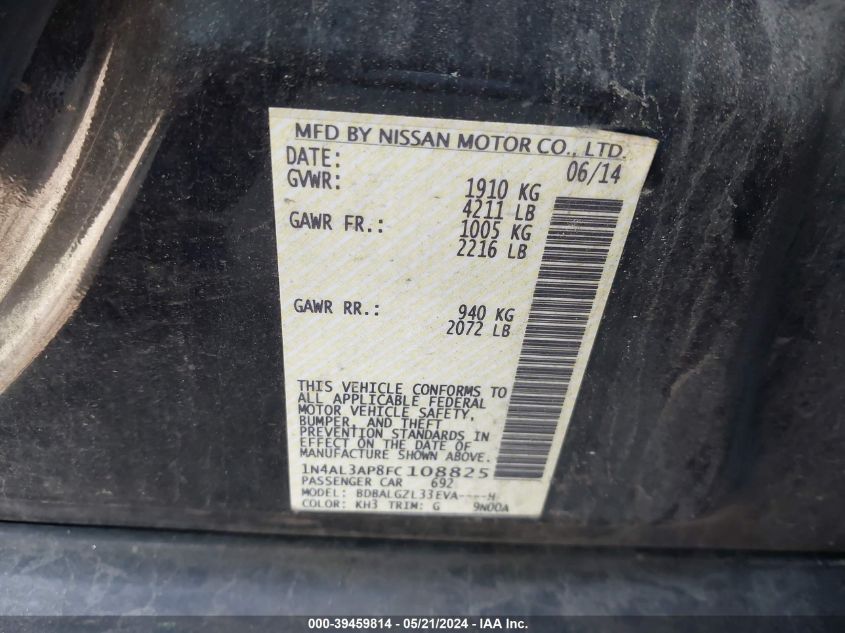 MFD BY NISSAN MOTOR CO., LTD.
DATE: 06/14
GVWR: 1910 KG
4211 LB
GAWR FR.: 1005 KG
2216 LB
GAWR RR.: 940 KG
2072 LB
THIS VEHICLE CONFORMS TO
ALL APPLICABLE FEDERAL
MOTOR VEHICLE SAFETY,
BUMPER, AND THEFT
PREVENTION STANDARDS IN
EFFECT ON THE DATE OF
MANUFACTURE SHOWN ABOVE.
1N4AL3AP8FC108825
PASSENGER CAR 692
MODEL: BDBALGZL33EVA----H
COLOR: KH3 TRIM: G 9N00A
000-39459814 - 05/21/2024 - IAAI.COM